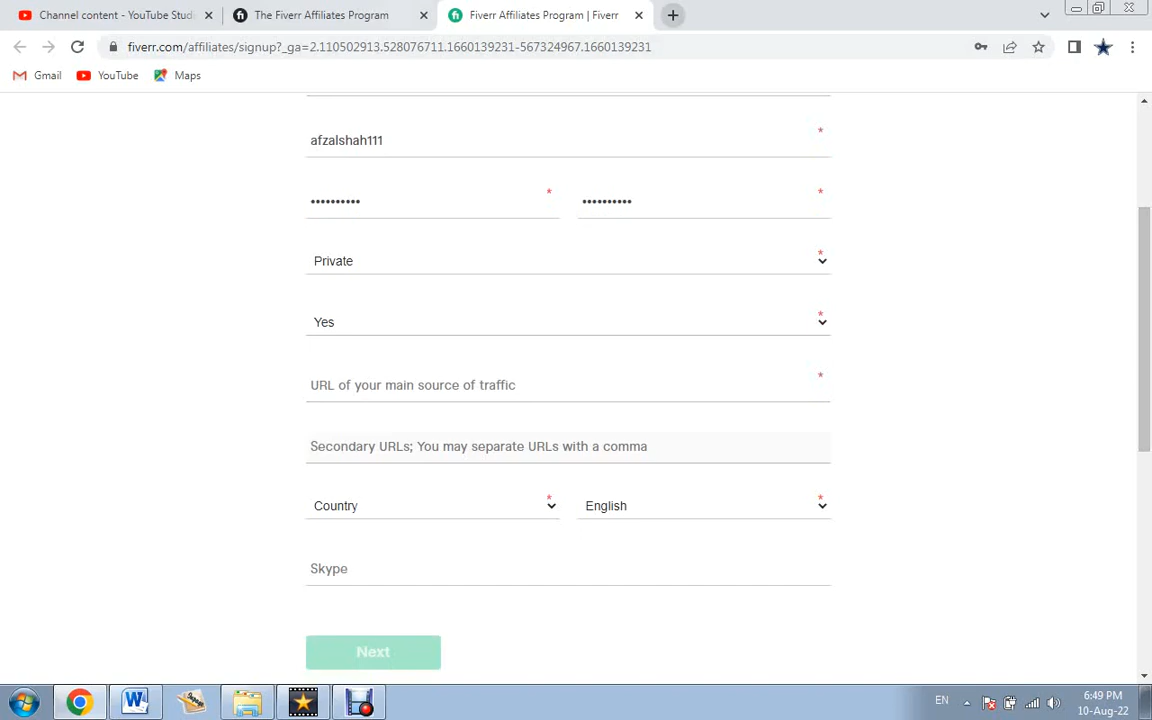 Channel content - YouTube Stud
The Fiverr Affiliates Program
Fiverr Affiliates Program | Fiverr
fiverr.com/affiliates/signup?_ga=2.110502913.528076711.1660139231-567324967.1660139231
Gmail
YouTube
Maps
afzalshah111
*
••••••••••
*
••••••••••
*
Private
*
Yes
*
URL of your main source of traffic
*
Secondary URLs; You may separate URLs with a comma
Country
*
English
*
Skype
Next
EN
6:49 PM
10-Aug-22